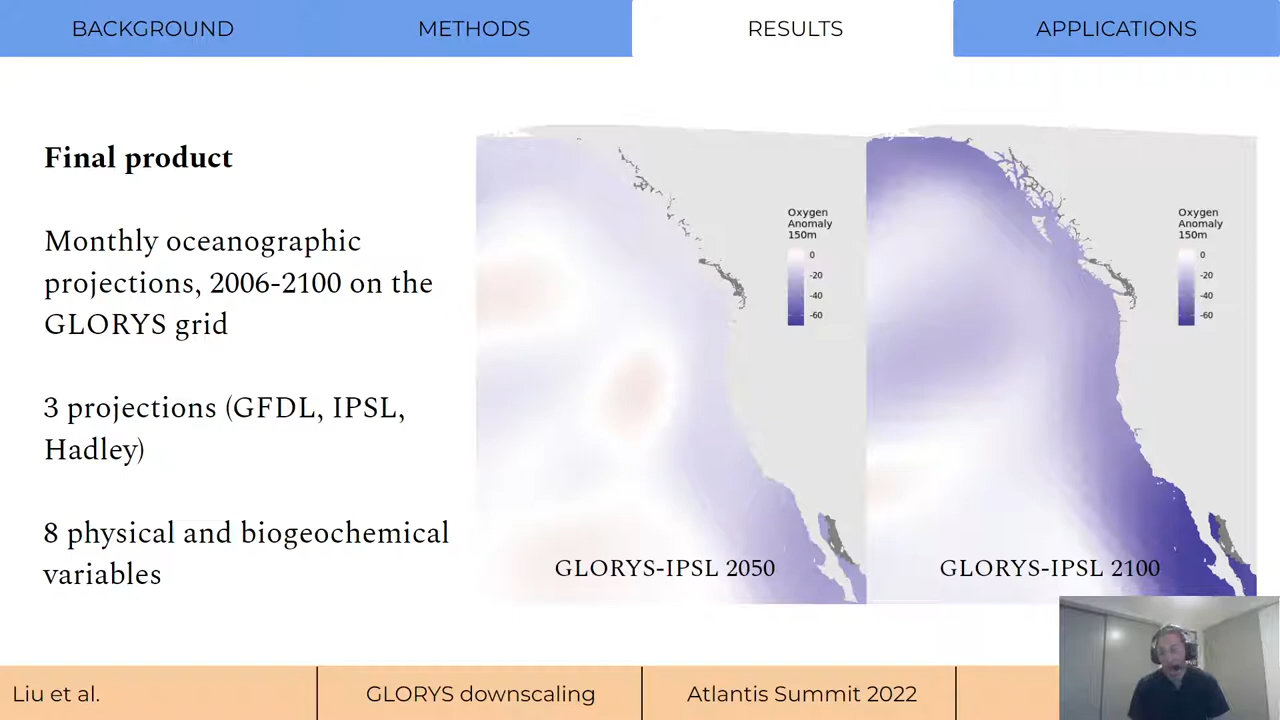 BACKGROUND
METHODS
RESULTS
APPLICATIONS
Final product
Monthly oceanographic
projections, 2006-2100 on the
GLORYS grid
3 projections (GFDL, IPSL,
Hadley)
8 physical and biogeochemical
variables
Oxygen
Anomaly
150m
0
-20
-40
-60
GLORYS-IPSL 2050
Oxygen
Anomaly
150m
0
-20
-40
-60
GLORYS-IPSL 2100
Liu et al.
GLORYS downscaling
Atlantis Summit 2022